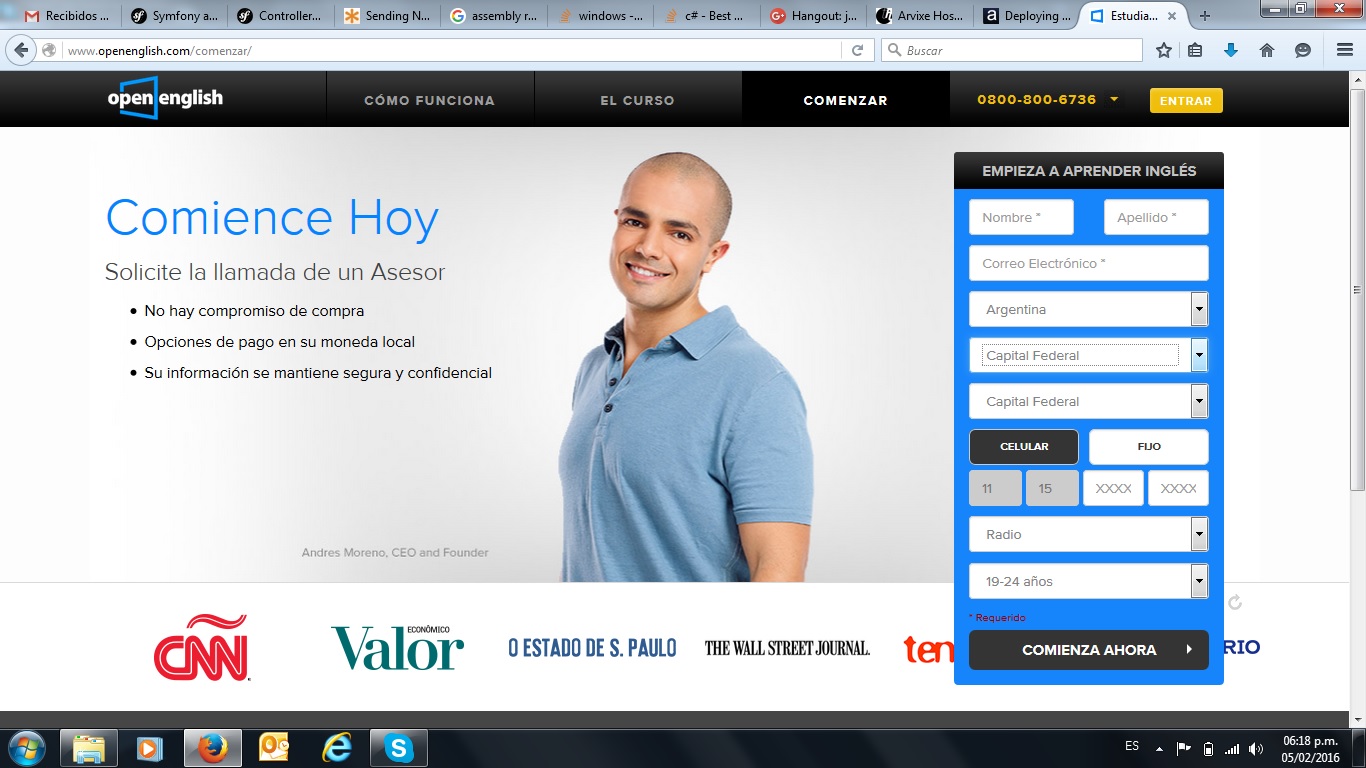 Recibidos ...
Symfony a...
Controller...
Sending N...
assembly r...
windows -...
c# - Best ...
Hangout: j...
Arvixe Hos...
Deploying ...
Estudia...
www.openenglish.com/comenzar/
Buscar
open english
CÓMO FUNCIONA
EL CURSO
COMENZAR
0800-800-6736
ENTRAR
Comience Hoy
Solicite la llamada de un Asesor
No hay compromiso de compra
Opciones de pago en su moneda local
Su información se mantiene segura y confidencial
Andres Moreno, CEO and Founder
EMPIEZA A APRENDER INGLÉS
Nombre * Apellido *
Correo Electrónico *
Argentina
Capital Federal
Capital Federal
CELULAR FIJO
11 15 XXXX XXXX
Radio
19-24 años
* Requerido
COMIENZA AHORA
CNN
Valor ECONÔMICO
O ESTADO DE S. PAULO
THE WALL STREET JOURNAL.
ten
RIO
ES
06:18 p.m.
05/02/2016